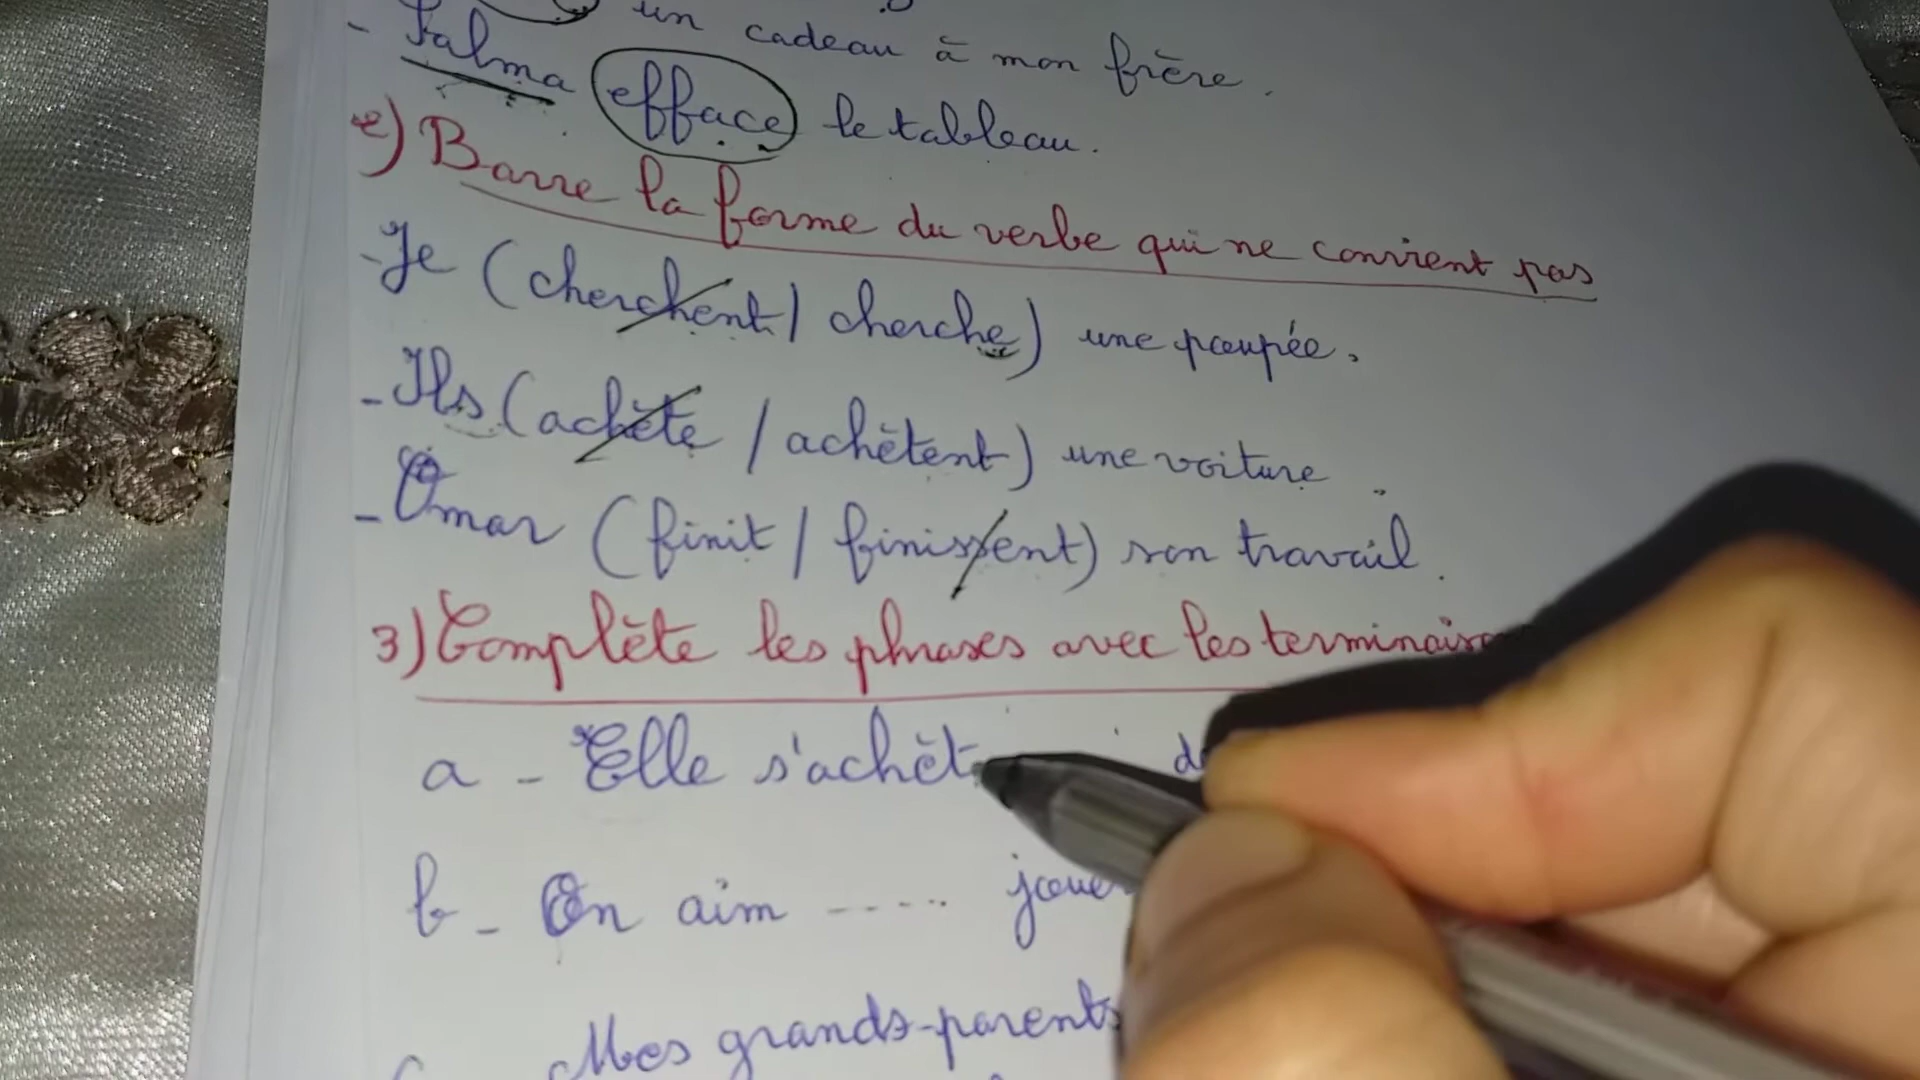 un cadeau à mon frère.
- Salma efface le tableau.
2) Barre la forme du verbe qui ne convient pas
- Je (cherchent / cherche) une poupée.
- Ils (achète / achètent) une voiture.
- Omar (finit / finissent) son travail.
3) Complète les phrases avec les
a - Elle s'achèt
b - On aim ..... jouer
Mes grands-parents